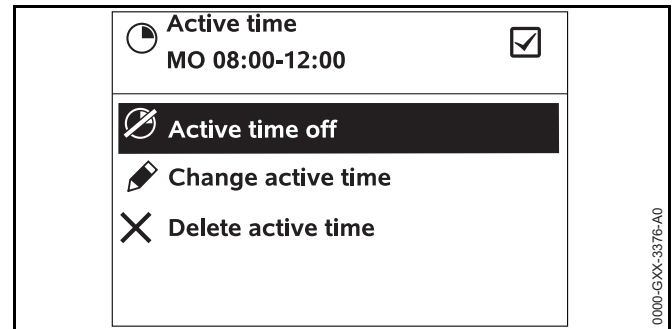 Active time
MO 08:00-12:00
Active time off
Change active time
Delete active time
0000-GXX-3376-A0